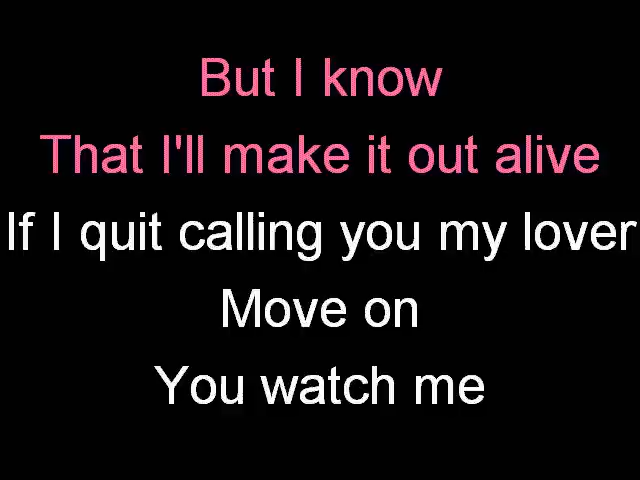 But I know
That I'll make it out alive
If I quit calling you my lover
Move on
You watch me